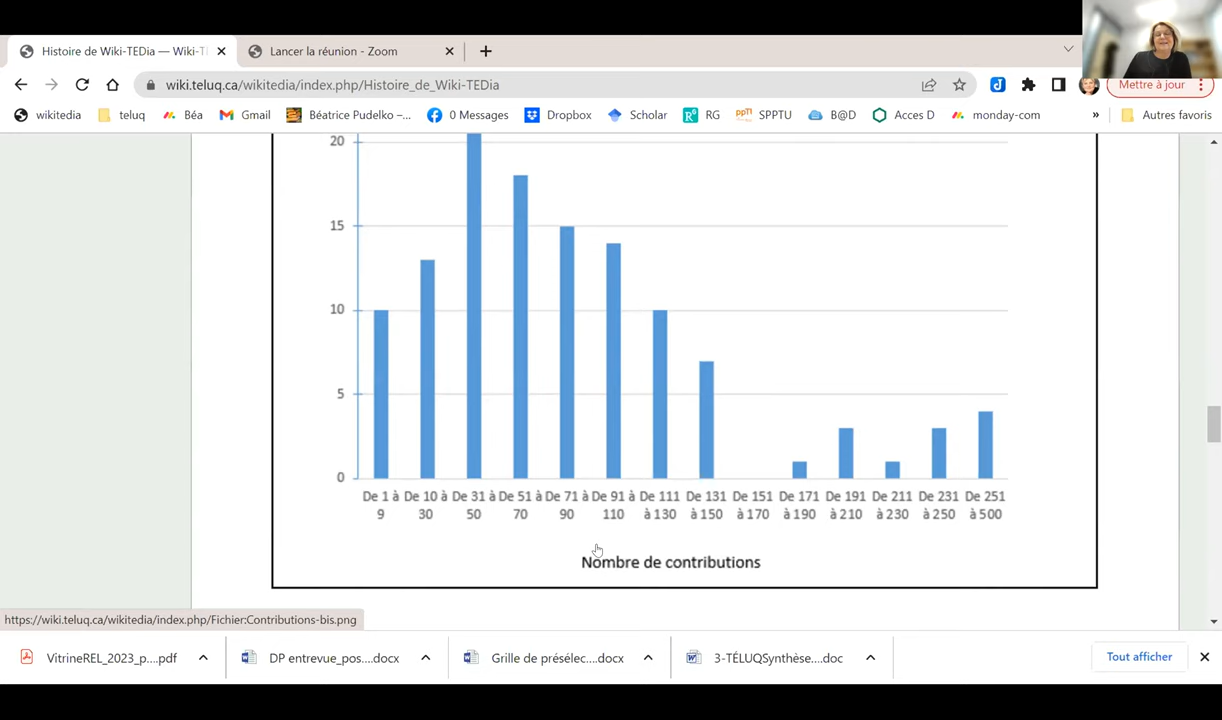 Histoire de Wiki-TEDia — Wiki-TI
Lancer la réunion - Zoom
wiki.teluq.ca/wikitedia/index.php/Histoire_de_Wiki-TEDia
Mettre à jour
wikitedia teluq Béa Gmail Béatrice Pudelko –... 0 Messages Dropbox Scholar RG SPPTU B@D Acces D monday-com » Autres favoris
20
15
10
5
0
De 1 à De 10 à De 31 à De 51 à De 71 à De 91 à De 111 De 131 De 151 De 171 De 191 De 211 De 231 De 251
9 30 50 70 90 110 à 130 à 150 à 170 à 190 à 210 à 230 à 250 à 500
Nombre de contributions
https://wiki.teluq.ca/wikitedia/index.php/Fichier:Contributions-bis.png
VitrineREL_2023_p....pdf DP entrevue_pos....docx Grille de présélec....docx 3-TÉLUQSynthèse....doc Tout afficher